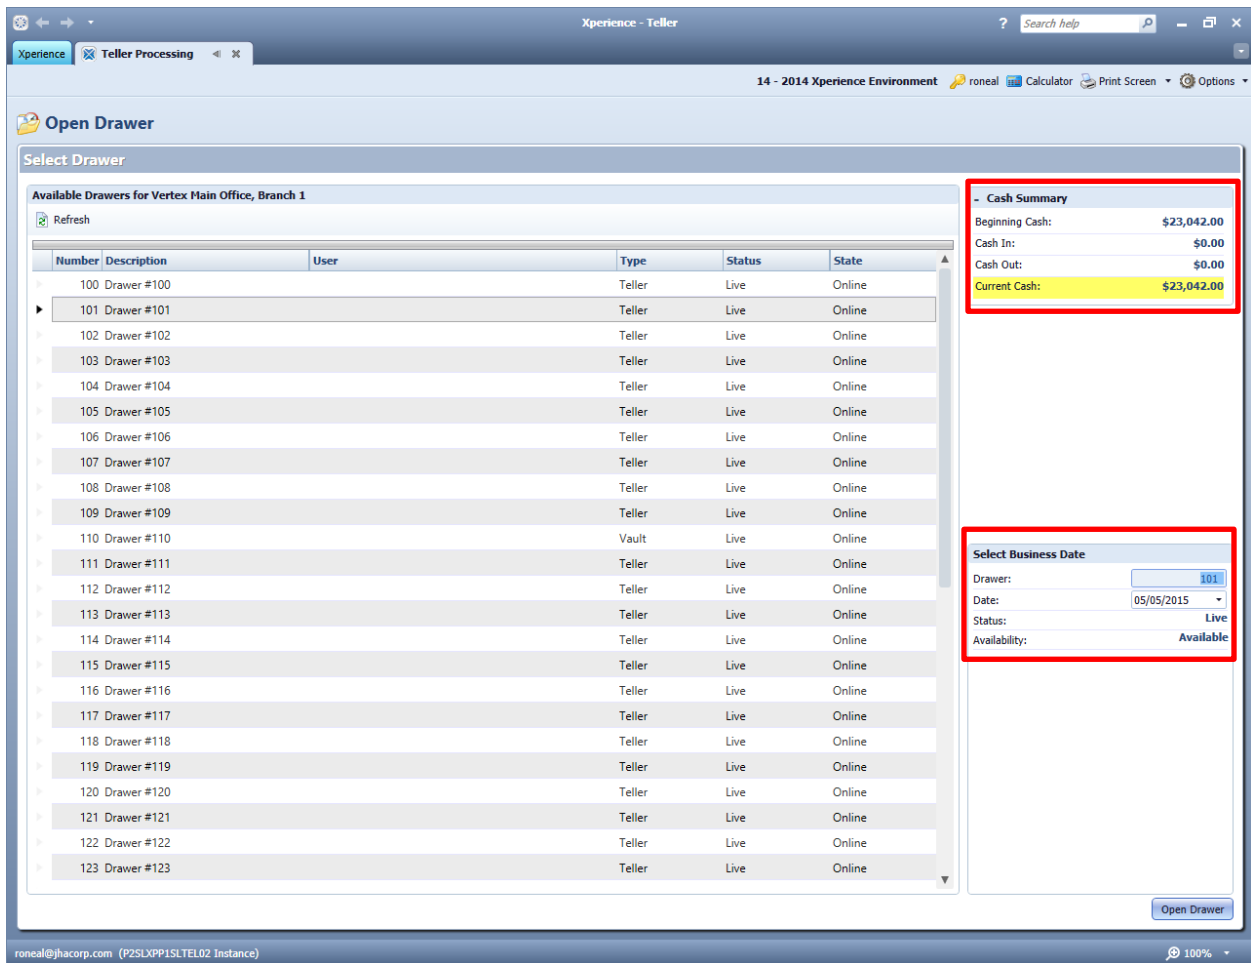 Xperience - Teller
? Search help
Xperience Teller Processing
14 - 2014 Xperience Environment roneal Calculator Print Screen Options
Open Drawer
Select Drawer
Available Drawers for Vertex Main Office, Branch 1
Refresh
Number Description User Type Status State
100 Drawer #100 Teller Live Online
101 Drawer #101 Teller Live Online
102 Drawer #102 Teller Live Online
103 Drawer #103 Teller Live Online
104 Drawer #104 Teller Live Online
105 Drawer #105 Teller Live Online
106 Drawer #106 Teller Live Online
107 Drawer #107 Teller Live Online
108 Drawer #108 Teller Live Online
109 Drawer #109 Teller Live Online
110 Drawer #110 Vault Live Online
111 Drawer #111 Teller Live Online
112 Drawer #112 Teller Live Online
113 Drawer #113 Teller Live Online
114 Drawer #114 Teller Live Online
115 Drawer #115 Teller Live Online
116 Drawer #116 Teller Live Online
117 Drawer #117 Teller Live Online
118 Drawer #118 Teller Live Online
119 Drawer #119 Teller Live Online
120 Drawer #120 Teller Live Online
121 Drawer #121 Teller Live Online
122 Drawer #122 Teller Live Online
123 Drawer #123 Teller Live Online
- Cash Summary
Beginning Cash: $23,042.00
Cash In: $0.00
Cash Out: $0.00
Current Cash: $23,042.00
Select Business Date
Drawer: 101
Date: 05/05/2015
Status: Live
Availability: Available
Open Drawer
roneal@jhacorp.com (P2SLXPP1SLTEL02 Instance)
100%